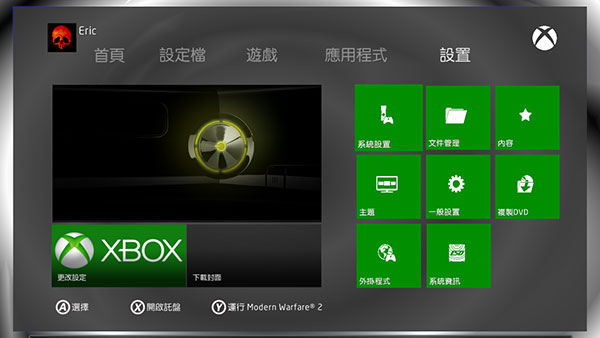 Eric
首頁 設定檔 遊戲 應用程式 設置
系統設置 文件管理 內容
主題 一般設置 複製DVD
XBOX
更改設定 下載封面
外掛程式 系統資訊
A 選擇 X 開啟託盤 Y 運行 Modern Warfare® 2